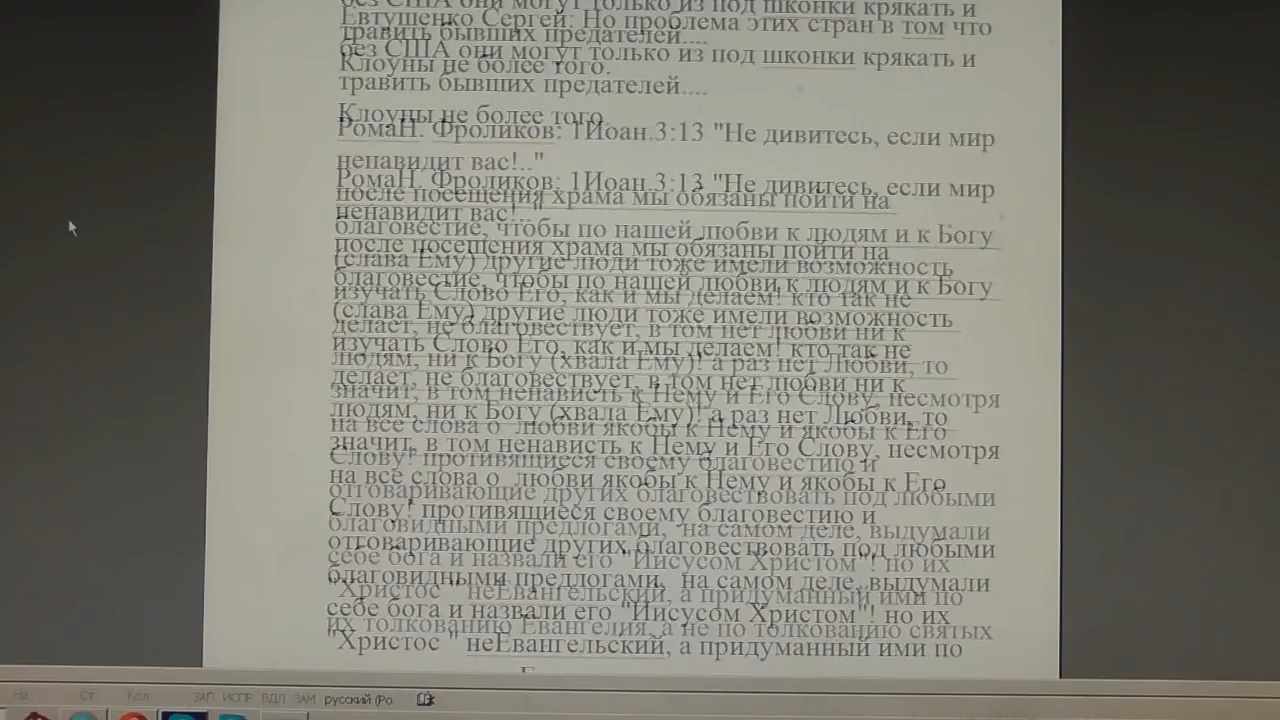 без США они могут только из под шконки крякать и
Евтушенко Сергей: Но проблема этих стран в том что
травить бывших предателей....
без США они могут только из под шконки крякать и
Клоуны не более того.
травить бывших предателей....
Клоуны не более того.
РомаН. Фроликов: 1Иоан.3:13 "Не дивитесь, если мир
ненавидит вас!.."
РомаН. Фроликов: 1Иоан.3:13 "Не дивитесь, если мир
после посещения храма мы обязаны пойти на
ненавидит вас!.."
благовестие, чтобы по нашей любви к людям и к Богу
после посещения храма мы обязаны пойти на
(слава Ему) другие люди тоже имели возможность
благовестие, чтобы по нашей любви к людям и к Богу
изучать Слово Его, как и мы делаем! кто так не
(слава Ему) другие люди тоже имели возможность
делает, не благовествует, в том нет любви ни к
изучать Слово Его, как и мы делаем! кто так не
людям, ни к Богу (хвала Ему)! а раз нет Любви, то
делает, не благовествует, в том нет любви ни к
значит, в том ненависть к Нему и Его Слову, несмотря
людям, ни к Богу (хвала Ему)! а раз нет Любви, то
на все слова о любви якобы к Нему и якобы к Его
значит, в том ненависть к Нему и Его Слову, несмотря
Слову! противящиеся своему благовестию и
на все слова о любви якобы к Нему и якобы к Его
отговаривающие других благовествовать под любыми
Слову! противящиеся своему благовестию и
благовидными предлогами, на самом деле, выдумали
отговаривающие других благовествовать под любыми
себе бога и назвали его "Иисусом Христом"! но их
благовидными предлогами, на самом деле, выдумали
"Христос " неЕвангельский, а придуманный ими по
себе бога и назвали его "Иисусом Христом"! но их
их толкованию Евангелия, а не по толкованию святых
"Христос " неЕвангельский, а придуманный ими по
На Ст Кол ЗАП ИСПР ВДЛ ЗАМ русский (Ро